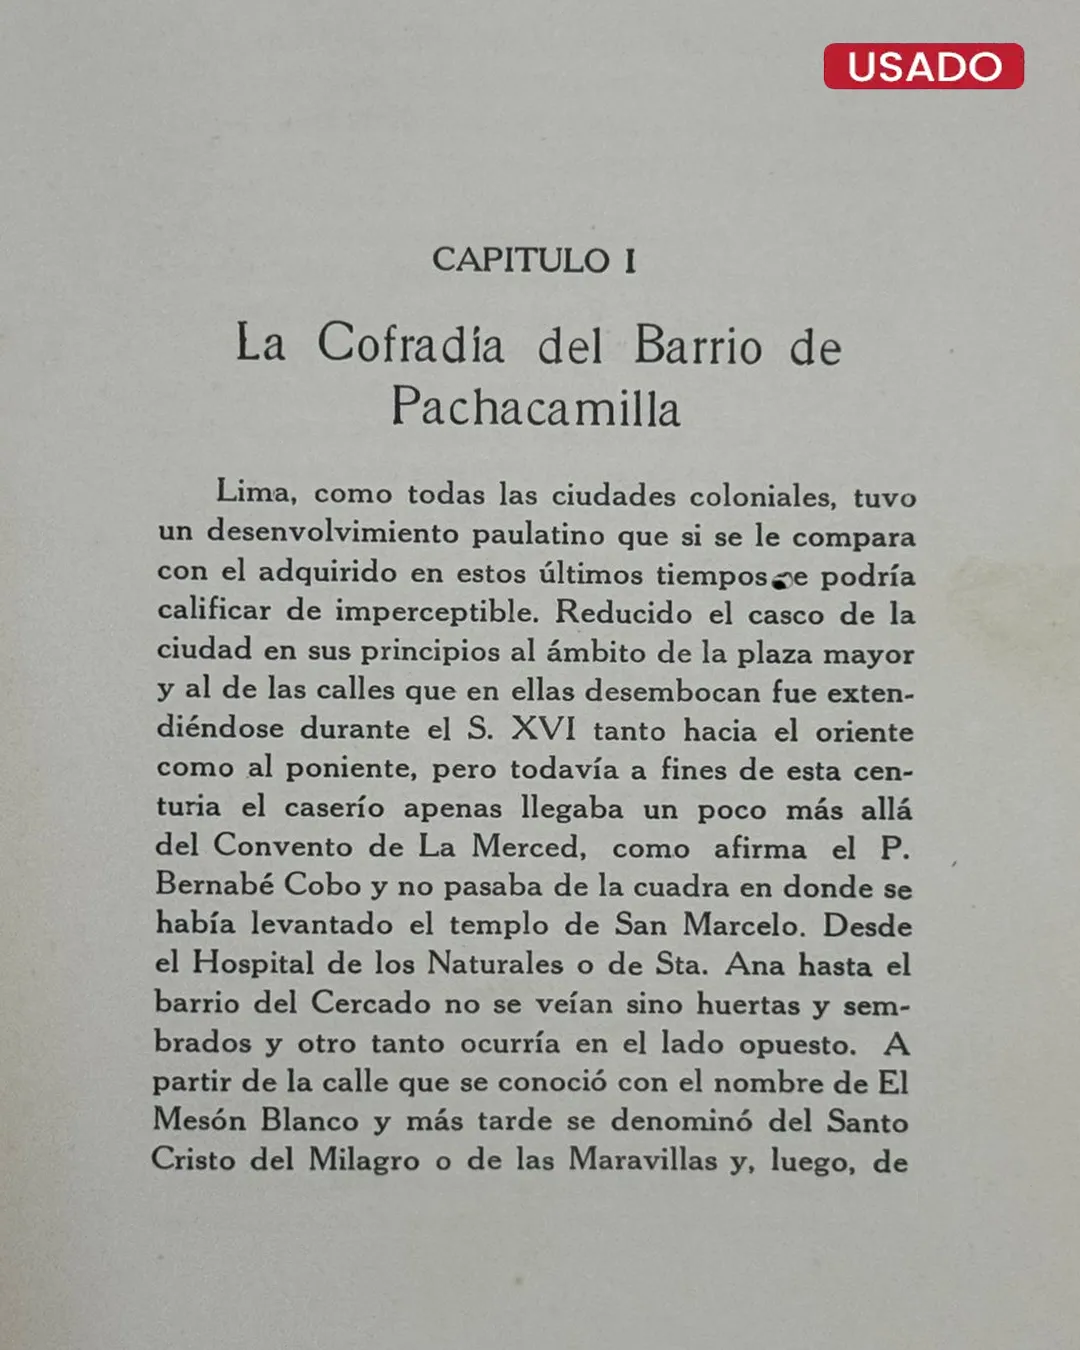 USADO
CAPITULO I
La Cofradía del Barrio de
Pachacamilla
Lima, como todas las ciudades coloniales, tuvo
un desenvolvimiento paulatino que si se le compara
con el adquirido en estos últimos tiempos se podría
calificar de imperceptible. Reducido el casco de la
ciudad en sus principios al ámbito de la plaza mayor
y al de las calles que en ellas desembocan fue exten-
diéndose durante el S. XVI tanto hacia el oriente
como al poniente, pero todavía a fines de esta cen-
turia el caserío apenas llegaba un poco más allá
del Convento de La Merced, como afirma el P.
Bernabé Cobo y no pasaba de la cuadra en donde se
había levantado el templo de San Marcelo. Desde
el Hospital de los Naturales o de Sta. Ana hasta el
barrio del Cercado no se veían sino huertas y sem-
brados y otro tanto ocurría en el lado opuesto. A
partir de la calle que se conoció con el nombre de El
Mesón Blanco y más tarde se denominó del Santo
Cristo del Milagro o de las Maravillas y, luego, de